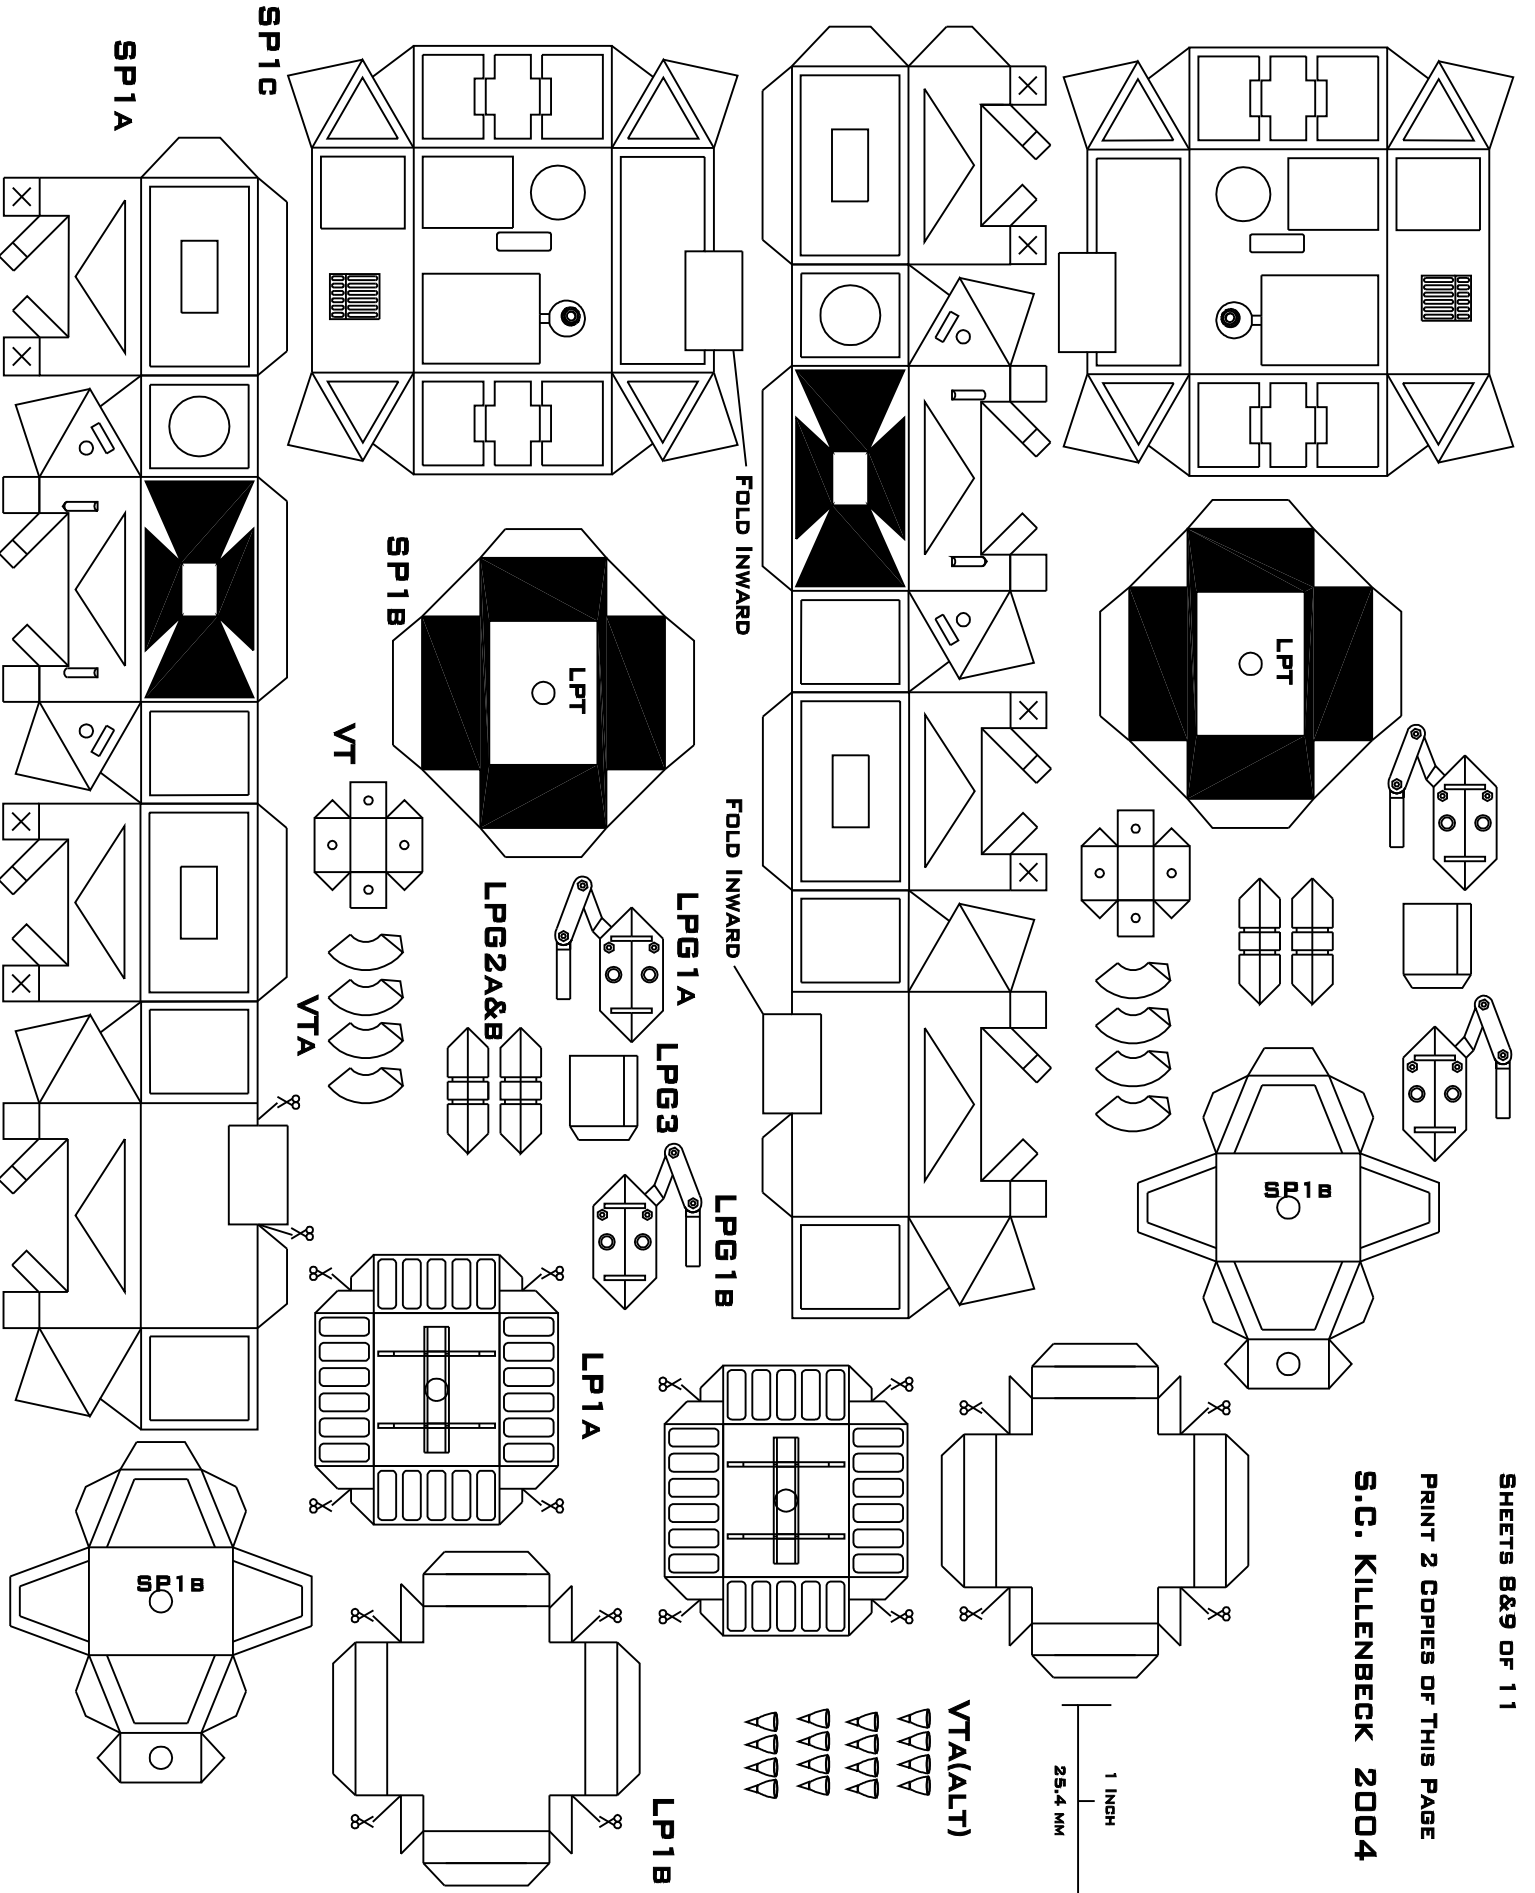 SHEETS 8&9 OF 11
PRINT 2 COPIES OF THIS PAGE
S.C. KILLENBECK 2004
SP1C
SP1A
FOLD INWARD
SP1B
LPT
LPT
VT
FOLD INWARD
LPG1A
LPG2A&B
VTA
LPG3
LPG1B
SP1B
LP1A
SP1B
VTA(ALT)
1 INCH
25.4 MM
LP1B